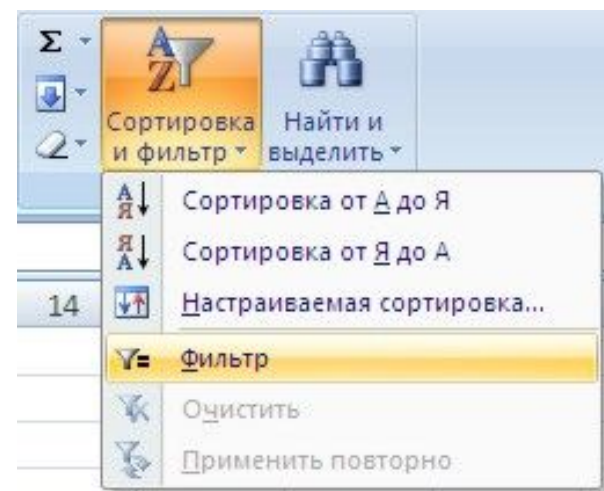 Σ
Сортировка и фильтр
Найти и выделить
Сортировка от А до Я
Сортировка от Я до А
14
Настраиваемая сортировка...
Фильтр
Очистить
Применить повторно